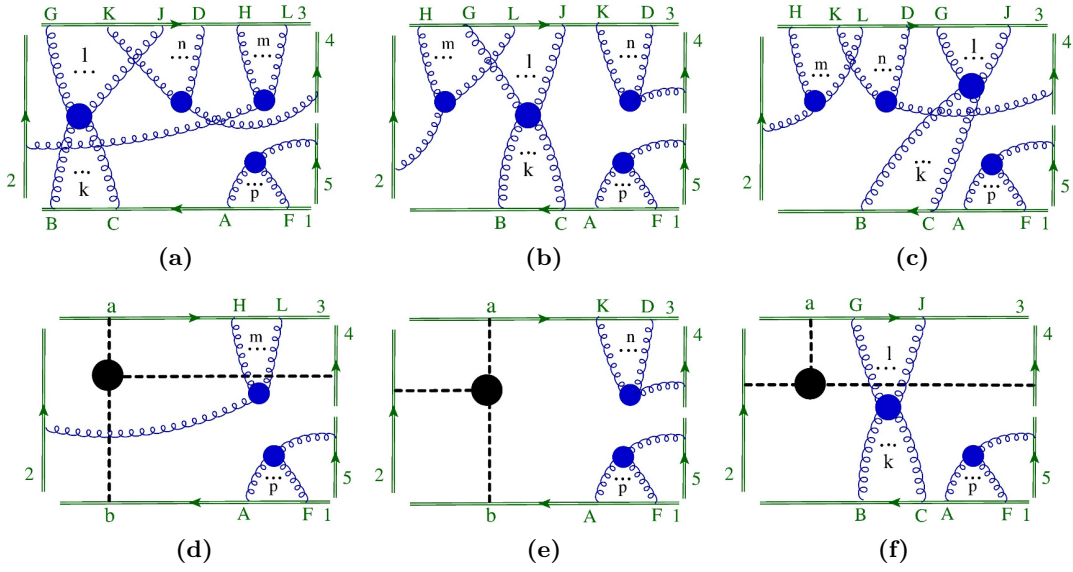 G K J D H L 3
l n m
... ... ...
4
2
...
k
...
p
5
B C A F 1
(a)
H G L J K D 3
m l n
... ... ...
4
2
...
k
...
p
5
B C A F 1
(b)
H K L D G J 3
m n l
... ... ...
4
2
...
k
...
p
5
B C A F 1
(c)
a H L 3
m
...
4
2
...
p
5
b A F 1
(d)
a K D 3
n
...
4
2
...
p
5
b A F 1
(e)
a G J 3
l
...
4
2
...
k
...
p
5
B C A F 1
(f)